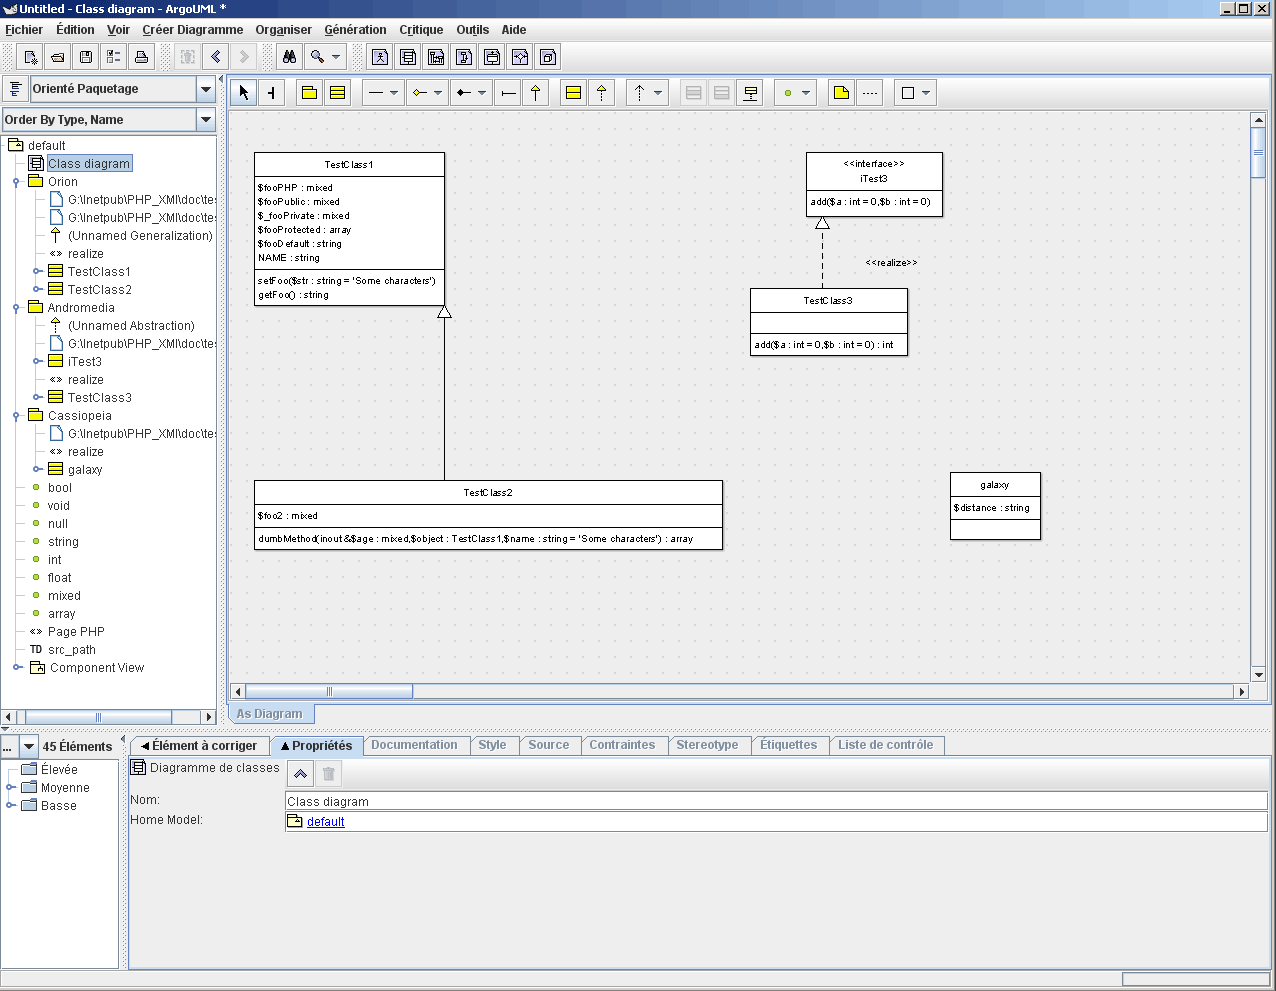 Untitled - Class diagram - ArgoUML *
Fichier Édition Voir Créer Diagramme Organiser Génération Critique Outils Aide
Orienté Paquetage
Order By Type, Name
default
Class diagram
Orion
G:\Inetpub\PHP_XMI\doc\tes
G:\Inetpub\PHP_XMI\doc\tes
(Unnamed Generalization)
«» realize
TestClass1
TestClass2
Andromedia
(Unnamed Abstraction)
G:\Inetpub\PHP_XMI\doc\tes
iTest3
«» realize
TestClass3
Cassiopeia
G:\Inetpub\PHP_XMI\doc\tes
«» realize
galaxy
bool
void
null
string
int
float
mixed
array
«» Page PHP
TD src_path
Component View
TestClass1
$fooPHP : mixed
$fooPublic : mixed
$_fooPrivate : mixed
$fooProtected : array
$fooDefault : string
NAME : string
setFoo($str : string = 'Some characters')
getFoo() : string
<<interface>>
iTest3
add($a : int = 0,$b : int = 0)
<<realize>>
TestClass3
add($a : int = 0,$b : int = 0) : int
TestClass2
$foo2 : mixed
dumbMethod(inout &$age : mixed,$object : TestClass1,$name : string = 'Some characters') : array
galaxy
$distance : string
As Diagram
... 45 Éléments
Élevée
Moyenne
Basse
Élément à corriger Propriétés Documentation Style Source Contraintes Stereotype Étiquettes Liste de contrôle
Diagramme de classes
Nom: Class diagram
Home Model: default